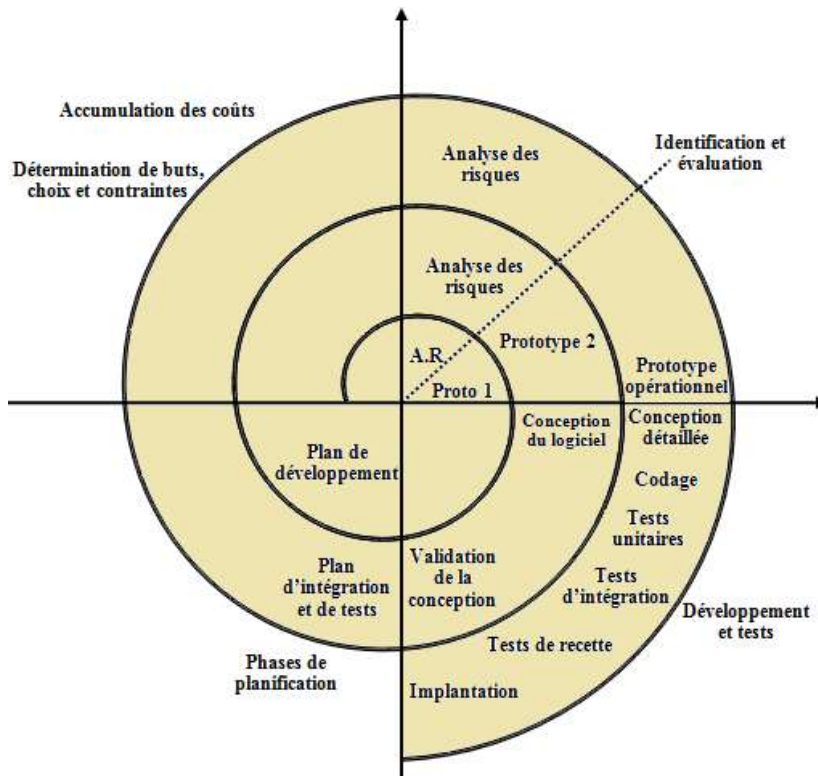 Accumulation des coûts
Détermination de buts,
choix et contraintes
Analyse des
risques
Identification et
évaluation
Analyse des
risques
Prototype 2
A.R.
Proto 1
Prototype
opérationnel
Plan de
développement
Conception
du logiciel
Conception
détaillée
Codage
Tests
unitaires
Plan
d'intégration
et de tests
Validation
de la
conception
Tests
d'intégration
Développement
et tests
Tests de recette
Phases de
planification
Implantation